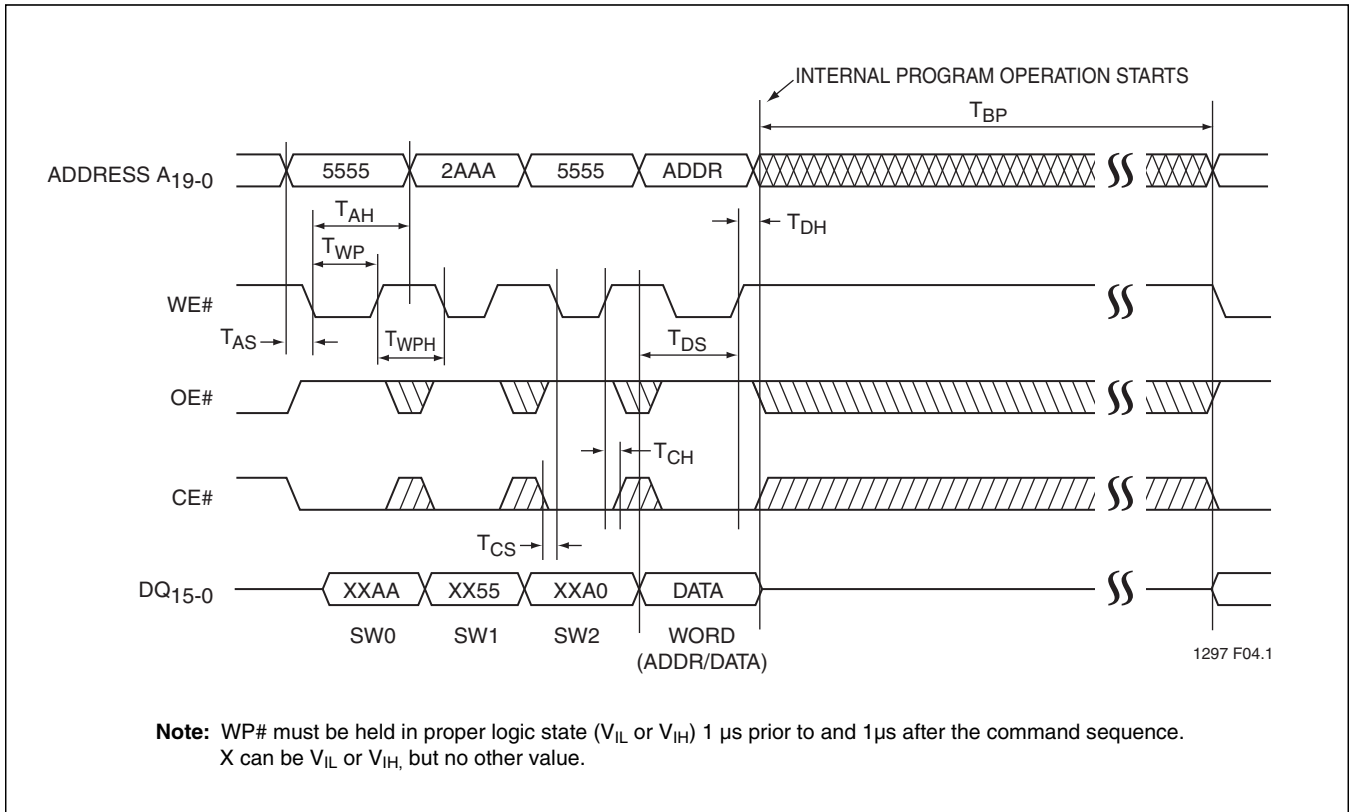 INTERNAL PROGRAM OPERATION STARTS
TBP
ADDRESS A19-0
5555 2AAA 5555 ADDR
TAH
TDH
TWP
WE#
TAS
TWPH
TDS
OE#
TCH
CE#
TCS
DQ15-0
XXAA XX55 XXA0 DATA
SW0 SW1 SW2 WORD
(ADDR/DATA)
1297 F04.1
Note: WP# must be held in proper logic state (VIL or VIH) 1 µs prior to and 1µs after the command sequence.
X can be VIL or VIH, but no other value.